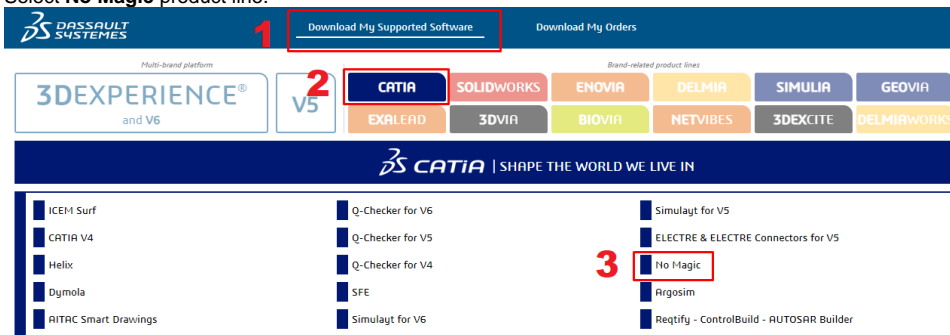 Select No Magic product line.
DASSAULT
SYSTEMES
1
Download My Supported Software
Download My Orders
Multi-brand platform
Brand-related product lines
3DEXPERIENCE®
and V6
V5
2
CATIA
SOLIDWORKS
ENOVIA
DELMIA
SIMULIA
GEOVIA
EXALEAD
3DVIA
BIOVIA
NETVIBES
3DEXCITE
DELMIAWORKS
CATIA | SHAPE THE WORLD WE LIVE IN
ICEM Surf
Q-Checker for V6
Simulayt for V5
CATIA V4
Q-Checker for V5
ELECTRE & ELECTRE Connectors for V5
Helix
Q-Checker for V4
3
No Magic
Dymola
SFE
Argosim
AITAC Smart Drawings
Simulayt for V6
Reqtify - ControlBuild - AUTOSAR Builder